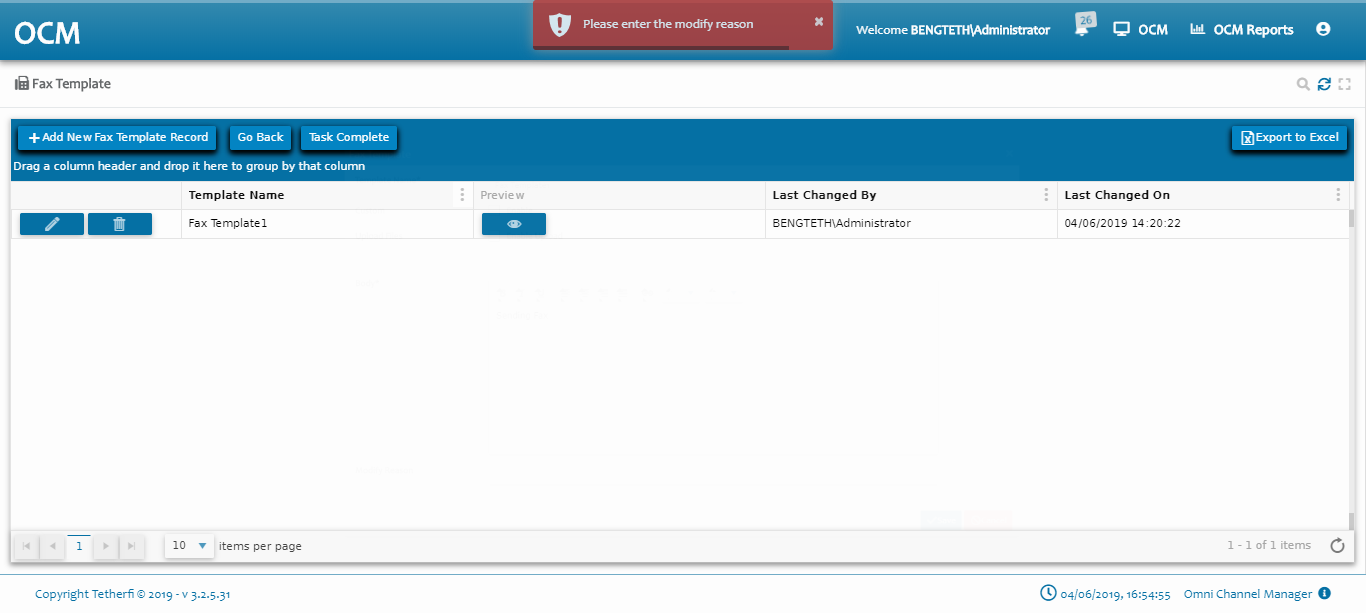 OCM
Please enter the modify reason
Welcome BENGTETH\Administrator
26
OCM
OCM Reports
Fax Template
Add New Fax Template Record
Go Back
Task Complete
Export to Excel
Drag a column header and drop it here to group by that column
Template Name
Preview
Last Changed By
Last Changed On
Fax Template1
BENGTETH\Administrator
04/06/2019 14:20:22
1
10
items per page
1 - 1 of 1 items
Copyright Tetherfi © 2019 - v 3.2.5.31
04/06/2019, 16:54:55
Omni Channel Manager